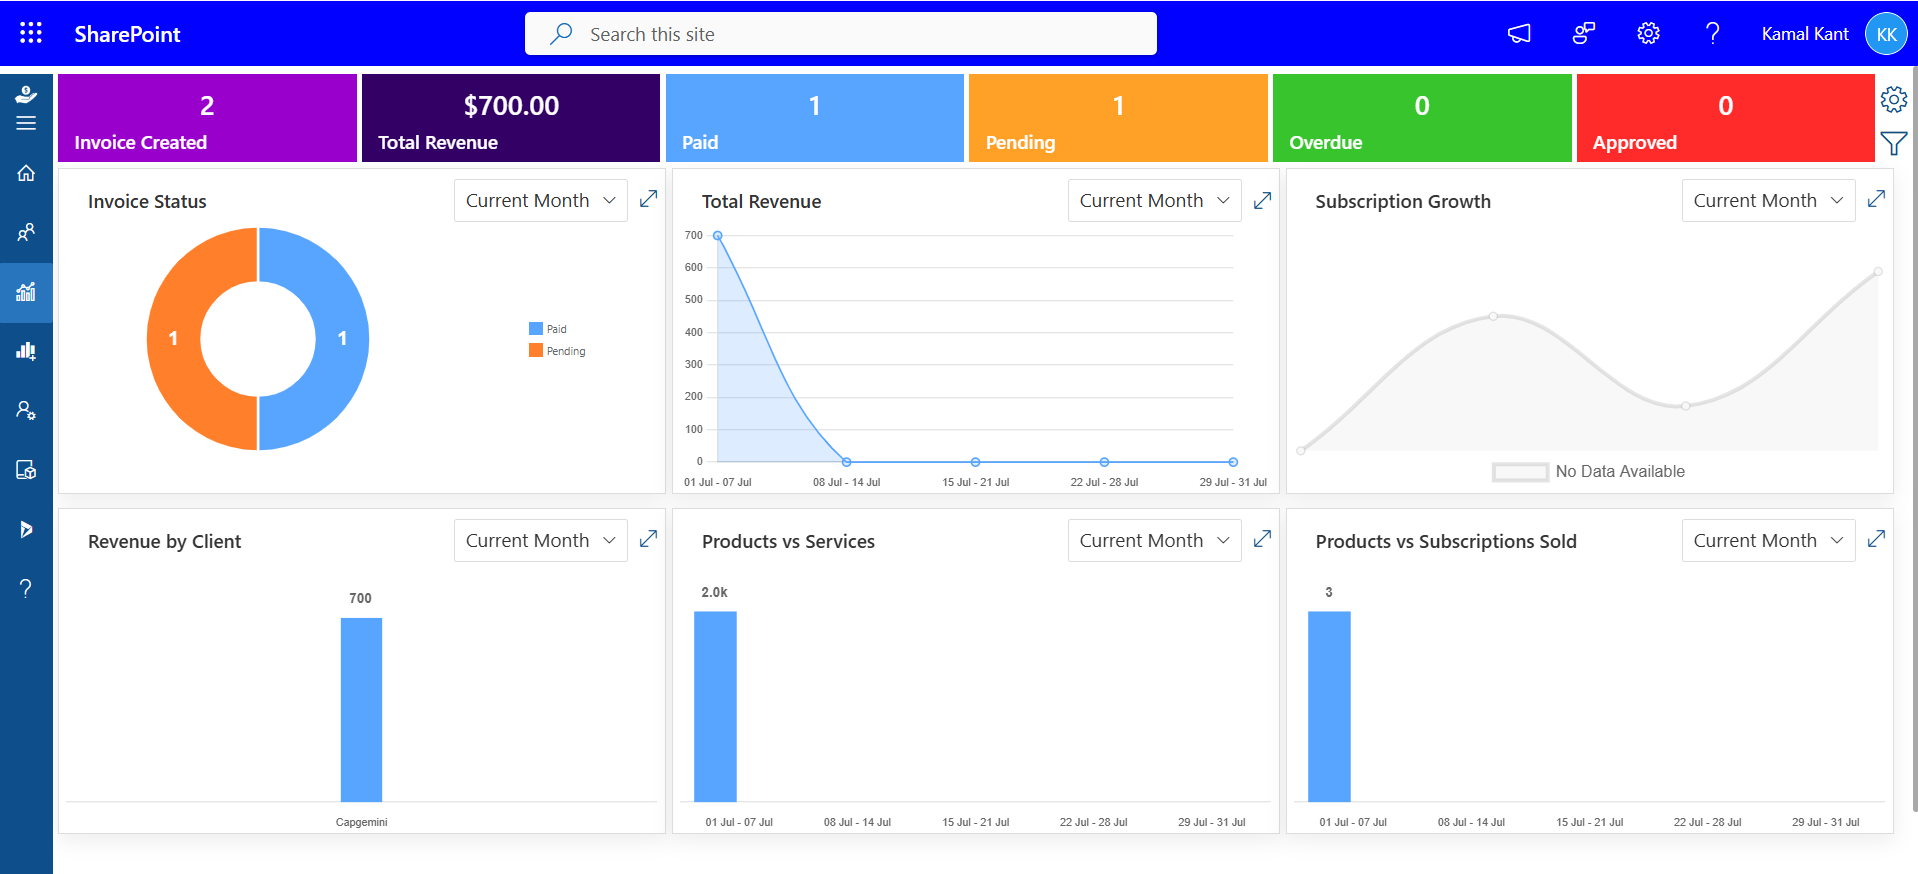 SharePoint
Search this site
Kamal Kant
KK
2
Invoice Created
$700.00
Total Revenue
1
Paid
1
Pending
0
Overdue
0
Approved
Invoice Status
Current Month
1
1
Paid
Pending
Total Revenue
Current Month
700
600
500
400
300
200
100
0
01 Jul - 07 Jul
08 Jul - 14 Jul
15 Jul - 21 Jul
22 Jul - 28 Jul
29 Jul - 31 Jul
Subscription Growth
Current Month
No Data Available
Revenue by Client
Current Month
700
Capgemini
Products vs Services
Current Month
2.0k
01 Jul - 07 Jul
08 Jul - 14 Jul
15 Jul - 21 Jul
22 Jul - 28 Jul
29 Jul - 31 Jul
Products vs Subscriptions Sold
Current Month
3
01 Jul - 07 Jul
08 Jul - 14 Jul
15 Jul - 21 Jul
22 Jul - 28 Jul
29 Jul - 31 Jul